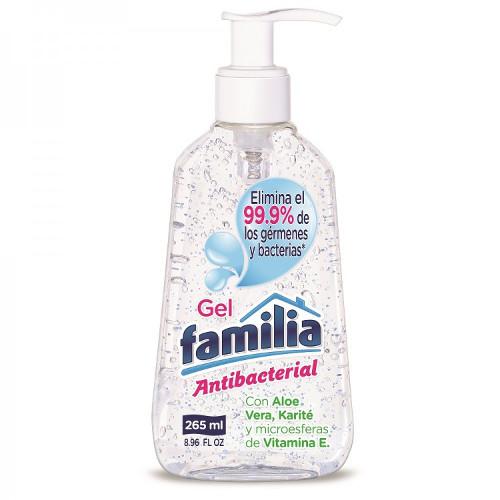 Elimina el
99.9% de
los gérmenes
y bacterias*
Gel
familia
Antibacterial
Con Aloe
Vera, Karité
y microesferas
de Vitamina E.
265 ml
8.96 FL OZ